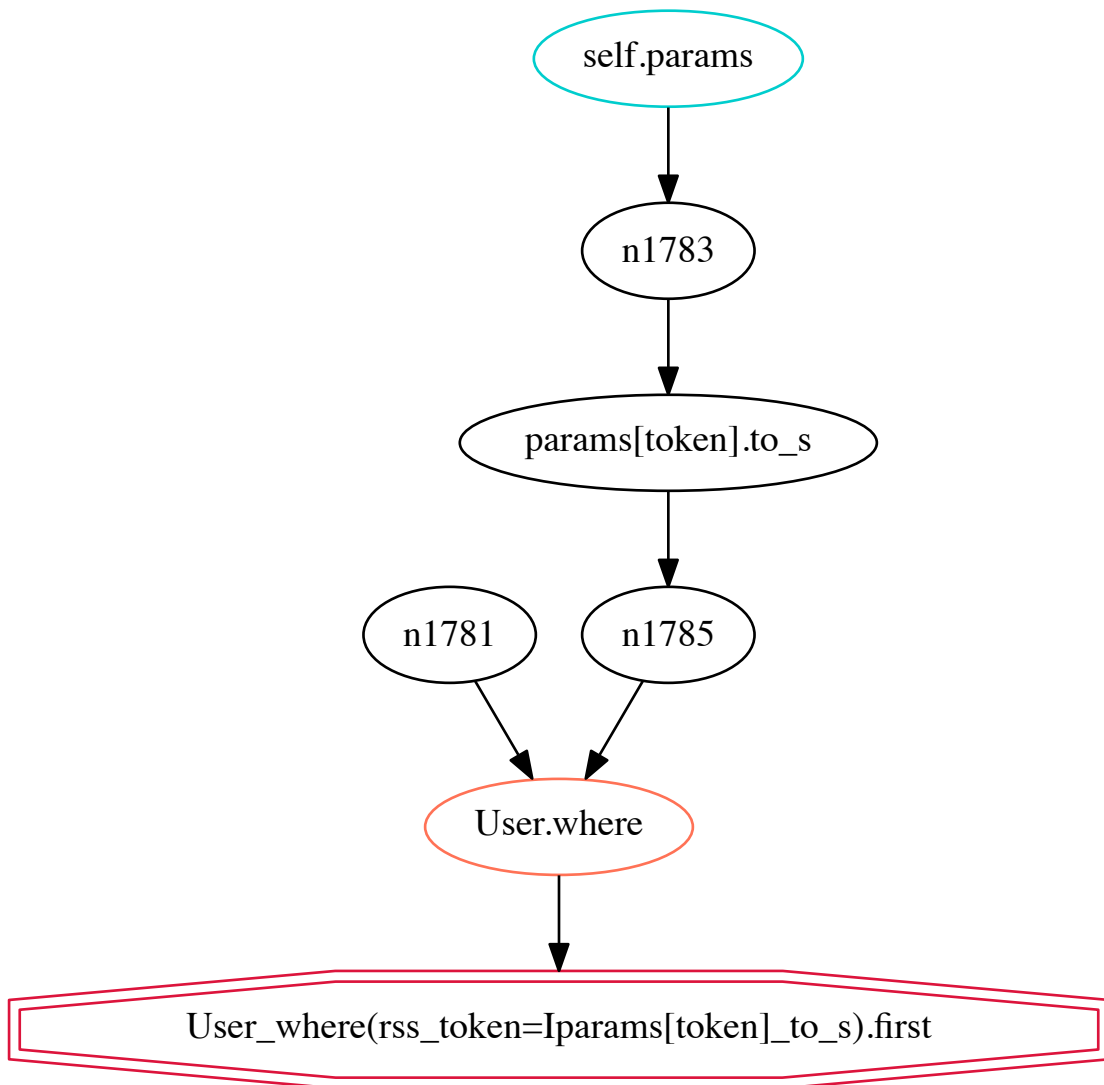 self.params
n1783
params[token].to_s
n1781
n1785
User.where
User_where(rss_token=Iparams[token]_to_s).first